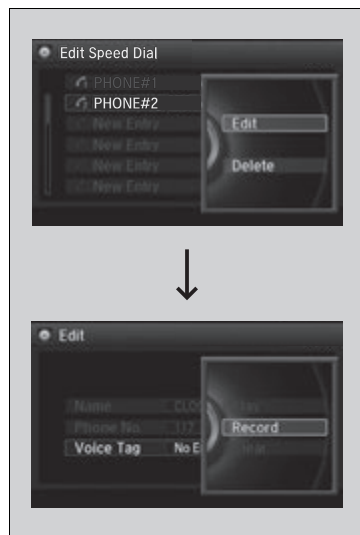 Edit Speed Dial
PHONE#1
PHONE#2
New Entry
Edit
New Entry
New Entry
Delete
New Entry
Edit
Name
Phone No.
Record
Voice Tag No E